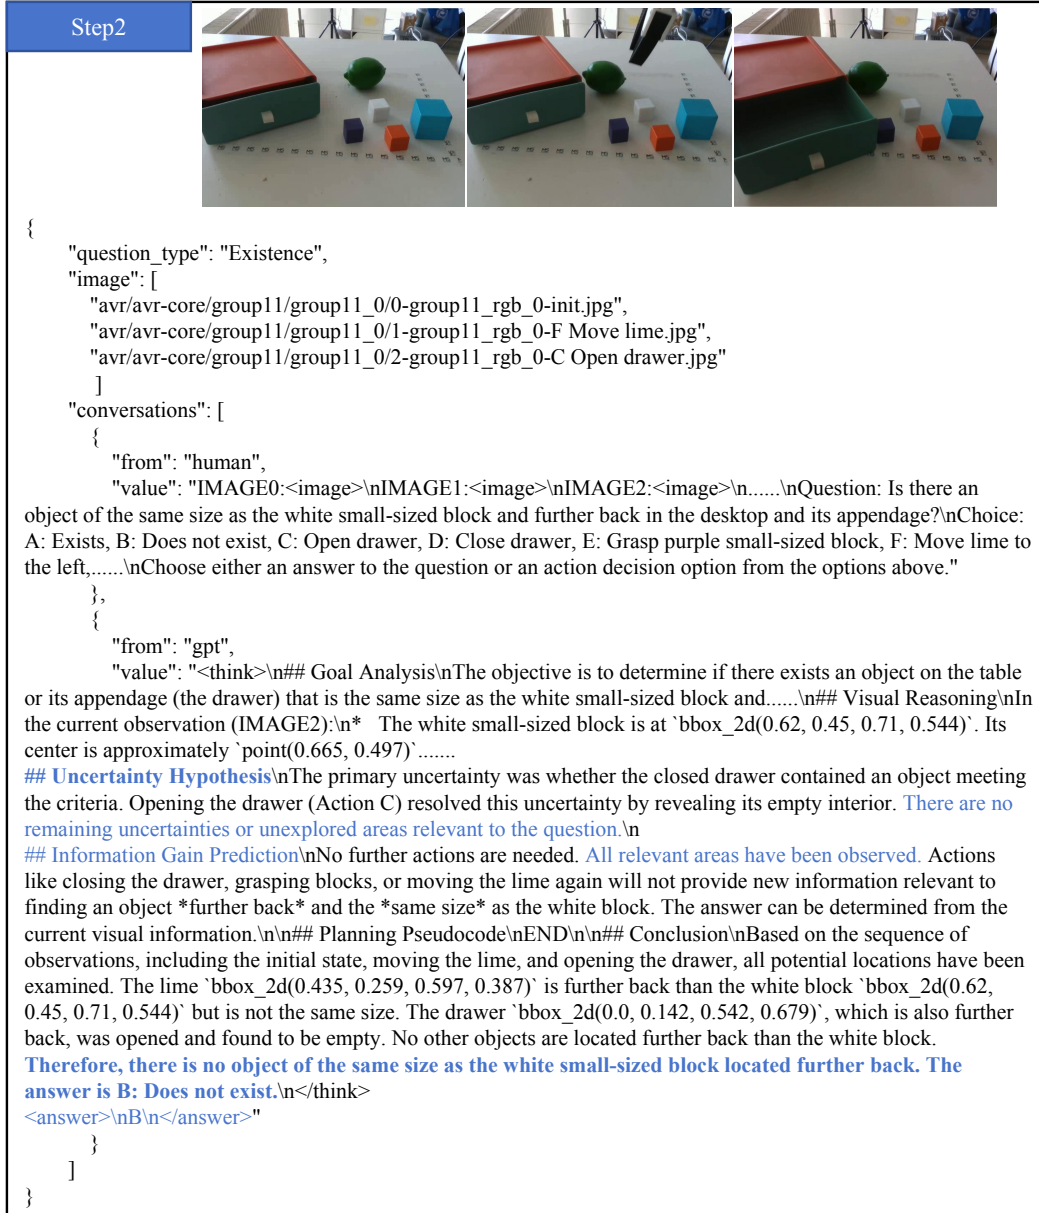 Step2
{
"question_type": "Existence",
"image": [
"avr/avr-core/group11/group11_0/0-group11_rgb_0-init.jpg",
"avr/avr-core/group11/group11_0/1-group11_rgb_0-F Move lime.jpg",
"avr/avr-core/group11/group11_0/2-group11_rgb_0-C Open drawer.jpg"
]
"conversations": [
{
"from": "human",
"value": "IMAGE0:<image>\nIMAGE1:<image>\nIMAGE2:<image>\n......\nQuestion: Is there an
object of the same size as the white small-sized block and further back in the desktop and its appendage?\nChoice:
A: Exists, B: Does not exist, C: Open drawer, D: Close drawer, E: Grasp purple small-sized block, F: Move lime to
the left,......\nChoose either an answer to the question or an action decision option from the options above."
},
{
"from": "gpt",
"value": "<think>\n## Goal Analysis\nThe objective is to determine if there exists an object on the table
or its appendage (the drawer) that is the same size as the white small-sized block and......\n## Visual Reasoning\nIn
the current observation (IMAGE2):\n*   The white small-sized block is at `bbox_2d(0.62, 0.45, 0.71, 0.544)`. Its
center is approximately `point(0.665, 0.497)`.......
## Uncertainty Hypothesis\nThe primary uncertainty was whether the closed drawer contained an object meeting
the criteria. Opening the drawer (Action C) resolved this uncertainty by revealing its empty interior. There are no
remaining uncertainties or unexplored areas relevant to the question.\n
## Information Gain Prediction\nNo further actions are needed. All relevant areas have been observed. Actions
like closing the drawer, grasping blocks, or moving the lime again will not provide new information relevant to
finding an object *further back* and the *same size* as the white block. The answer can be determined from the
current visual information.\n\n## Planning Pseudocode\nEND\n\n## Conclusion\nBased on the sequence of
observations, including the initial state, moving the lime, and opening the drawer, all potential locations have been
examined. The lime `bbox_2d(0.435, 0.259, 0.597, 0.387)` is further back than the white block `bbox_2d(0.62,
0.45, 0.71, 0.544)` but is not the same size. The drawer `bbox_2d(0.0, 0.142, 0.542, 0.679)`, which is also further
back, was opened and found to be empty. No other objects are located further back than the white block.
Therefore, there is no object of the same size as the white small-sized block located further back. The
answer is B: Does not exist.\n</think>
<answer>\nB\n</answer>"
}
]
}